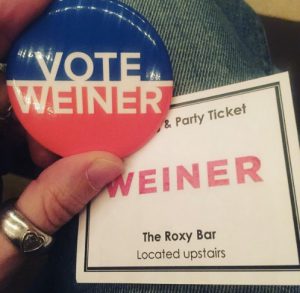 VOTE
WEINER
& Party Ticket
WEINER
The Roxy Bar
Located upstairs